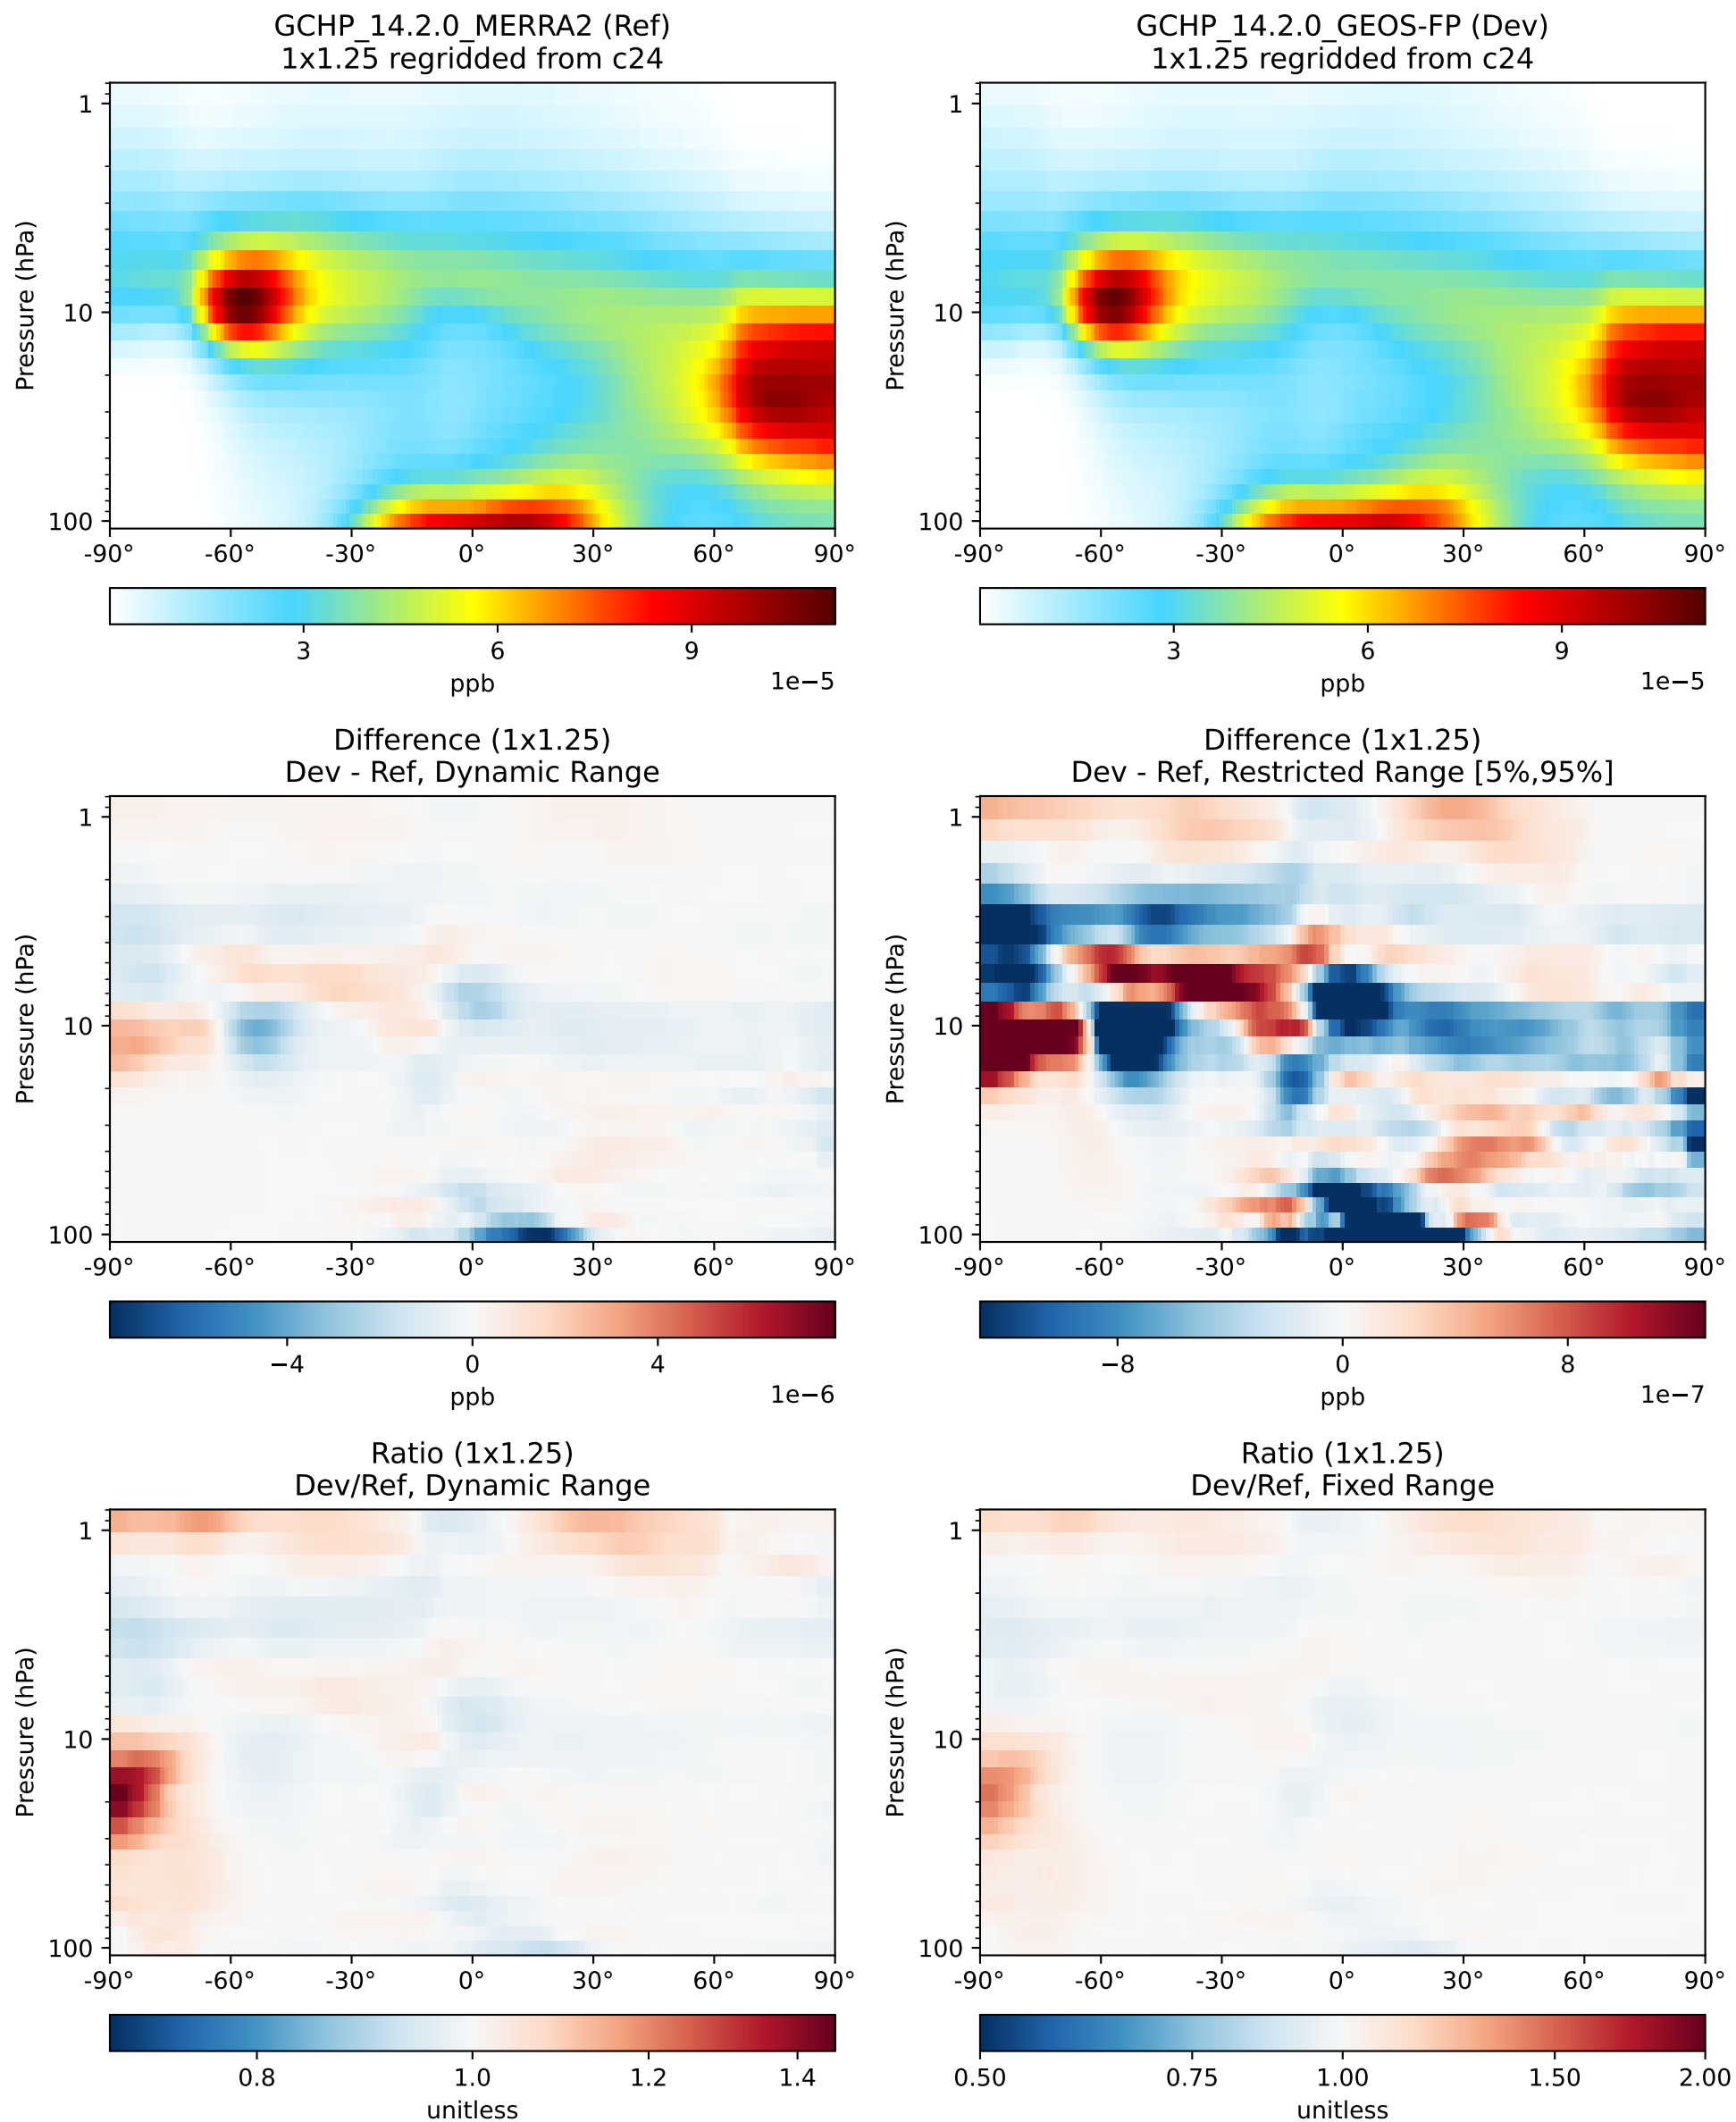 GCHP_14.2.0_MERRA2 (Ref)
1x1.25 regridded from c24
Pressure (hPa)
1
10
100
-90° -60° -30° 0° 30° 60° 90°
3 6 9
1e−5
ppb
GCHP_14.2.0_GEOS-FP (Dev)
1x1.25 regridded from c24
Pressure (hPa)
1
10
100
-90° -60° -30° 0° 30° 60° 90°
3 6 9
1e−5
ppb
Difference (1x1.25)
Dev - Ref, Dynamic Range
Pressure (hPa)
1
10
100
-90° -60° -30° 0° 30° 60° 90°
−4 0 4
1e−6
ppb
Difference (1x1.25)
Dev - Ref, Restricted Range [5%,95%]
Pressure (hPa)
1
10
100
-90° -60° -30° 0° 30° 60° 90°
−8 0 8
1e−7
ppb
Ratio (1x1.25)
Dev/Ref, Dynamic Range
Pressure (hPa)
1
10
100
-90° -60° -30° 0° 30° 60° 90°
0.8 1.0 1.2 1.4
unitless
Ratio (1x1.25)
Dev/Ref, Fixed Range
Pressure (hPa)
1
10
100
-90° -60° -30° 0° 30° 60° 90°
0.50 0.75 1.00 1.50 2.00
unitless